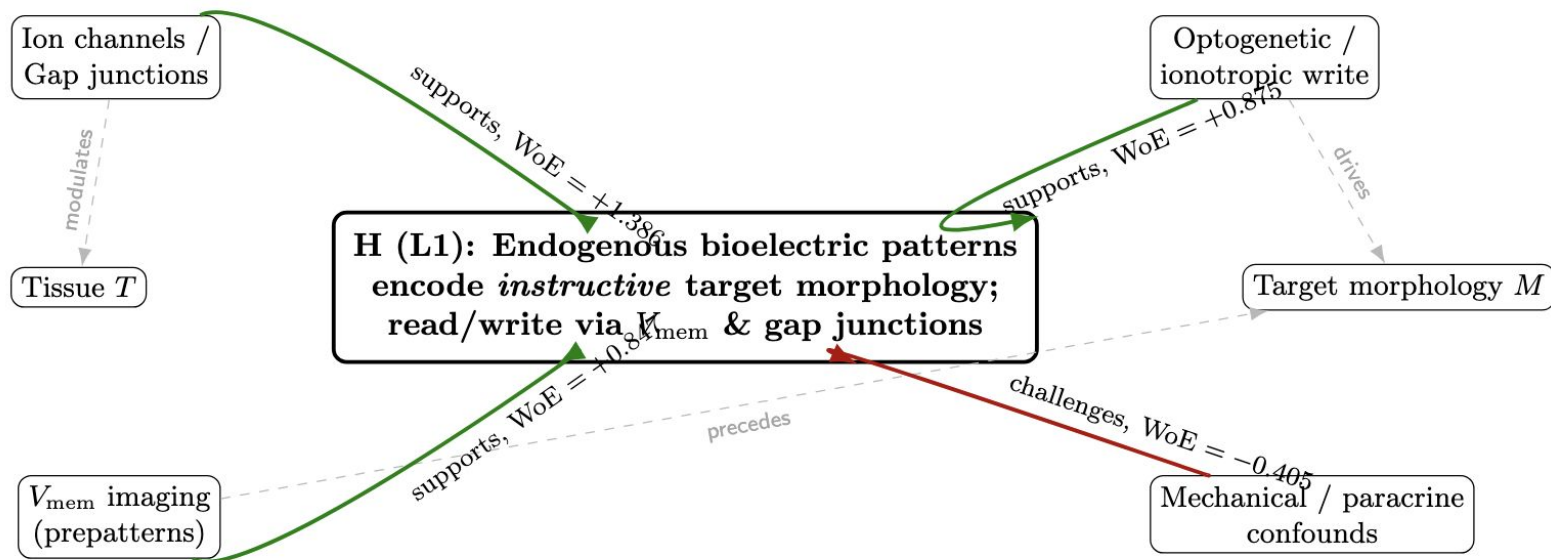 Ion channels /
Gap junctions
Optogenetic /
ionotropic write
supports, WoE = +1.386
supports, WoE = +0.875
modulates
drives
H (L1): Endogenous bioelectric patterns
encode instructive target morphology;
read/write via Vmem & gap junctions
Tissue T
Target morphology M
supports, WoE =
precedes
challenges, WoE = −0.405
Vmem imaging
(prepatterns)
Mechanical / paracrine
confounds